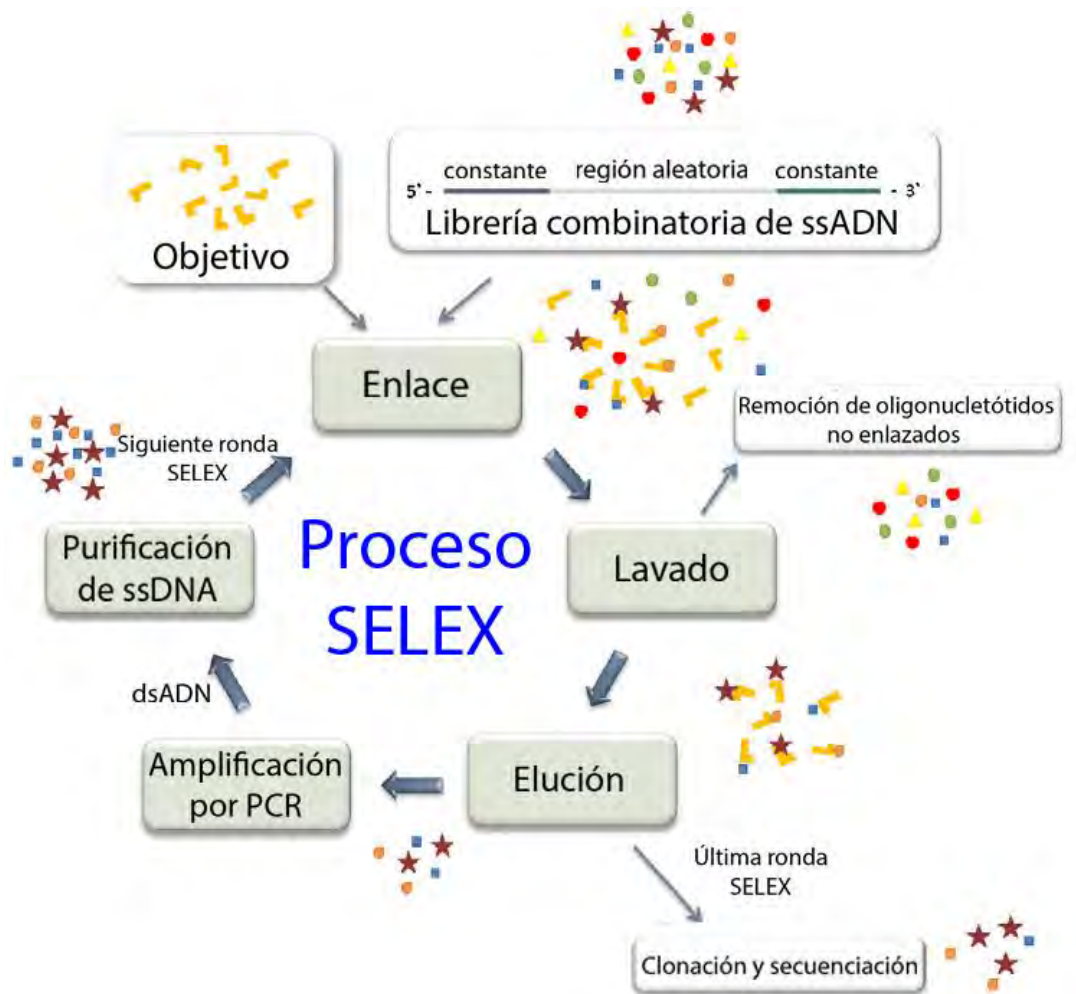 Objetivo
constante región aleatoria constante
5`- - 3`
Librería combinatoria de ssADN
Enlace
Remoción de oligonucletótidos
no enlazados
Siguiente ronda
SELEX
Proceso
SELEX
Lavado
Purificación
de ssDNA
dsADN
Amplificación
por PCR
Elución
Última ronda
SELEX
Clonación y secuenciación